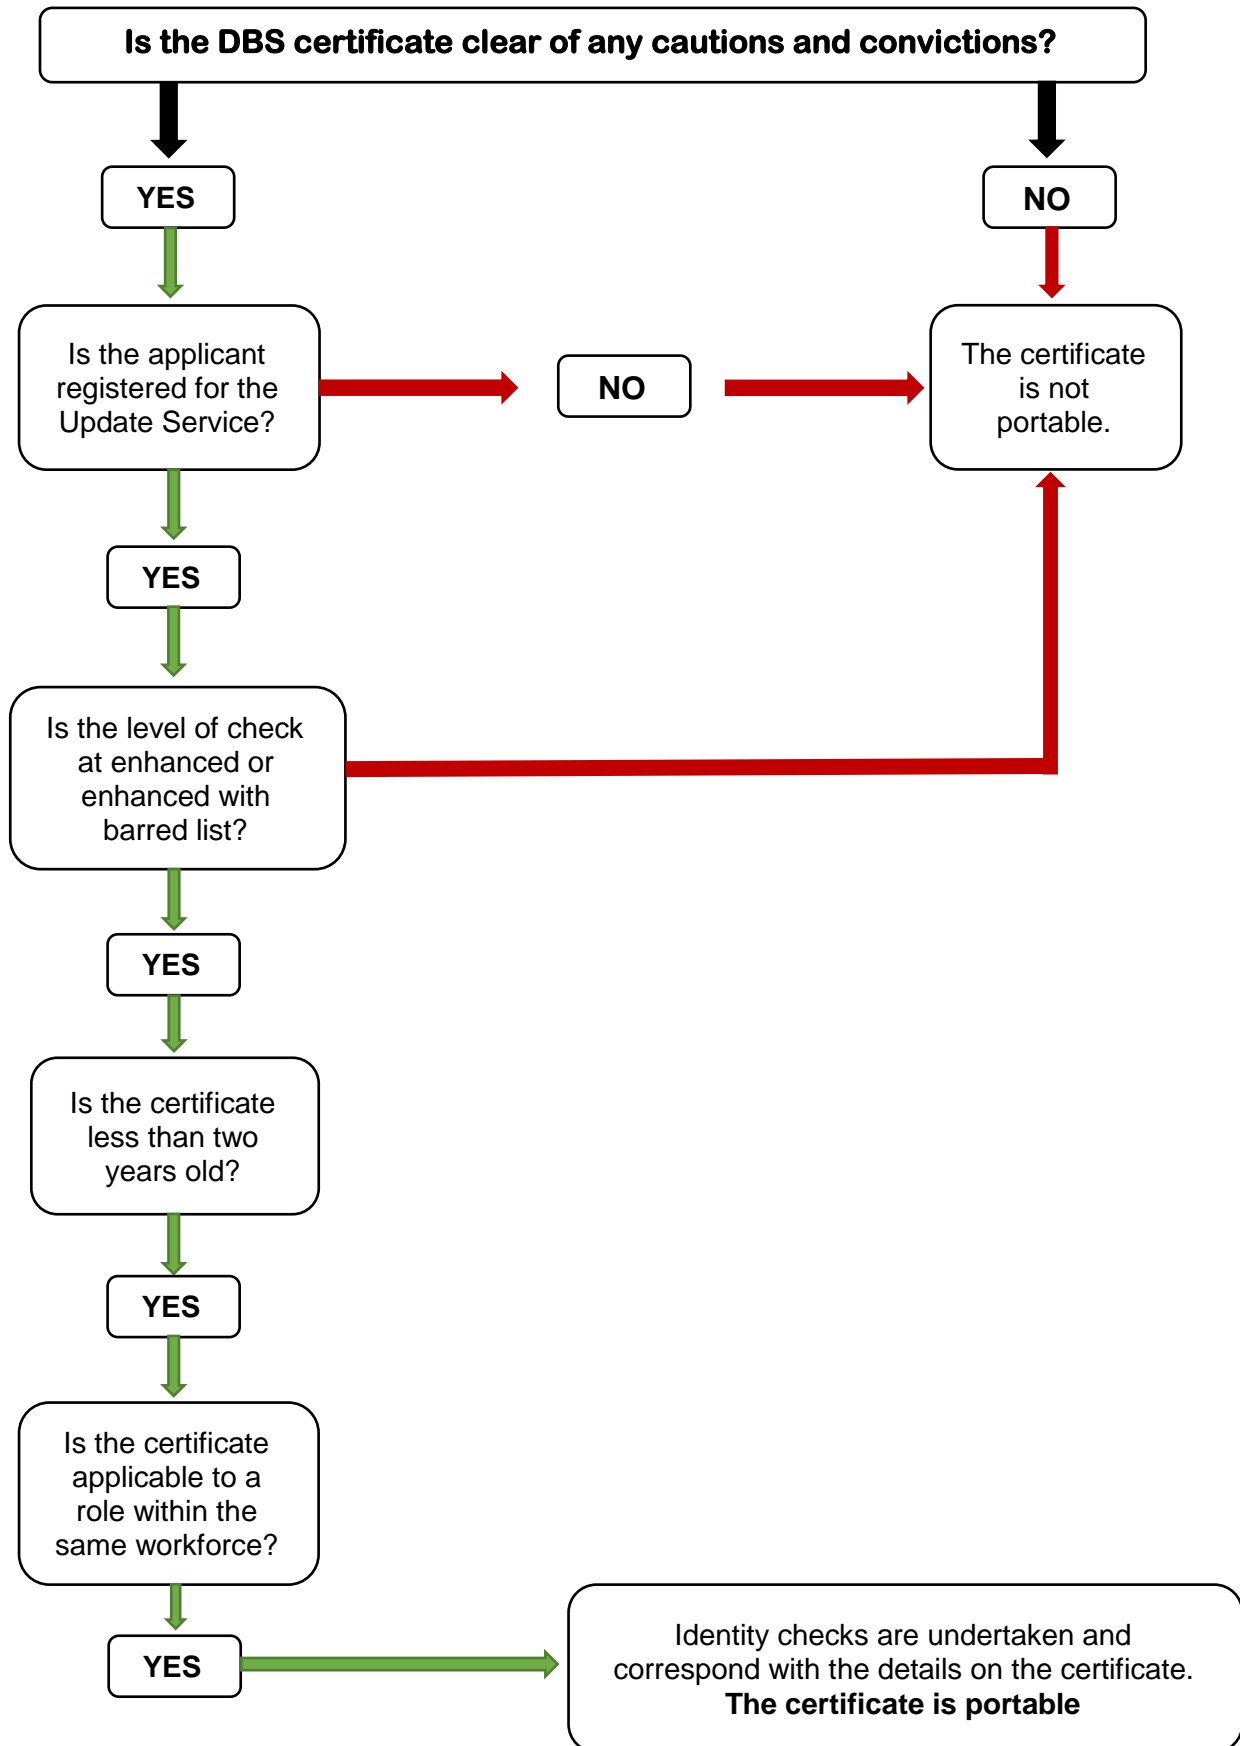 Is the DBS certificate clear of any cautions and convictions?
YES
NO
Is the applicant
registered for the
Update Service?
NO
The certificate
is not
portable.
YES
Is the level of check
at enhanced or
enhanced with
barred list?
YES
Is the certificate
less than two
years old?
YES
Is the certificate
applicable to a
role within the
same workforce?
YES
Identity checks are undertaken and
correspond with the details on the certificate.
The certificate is portable